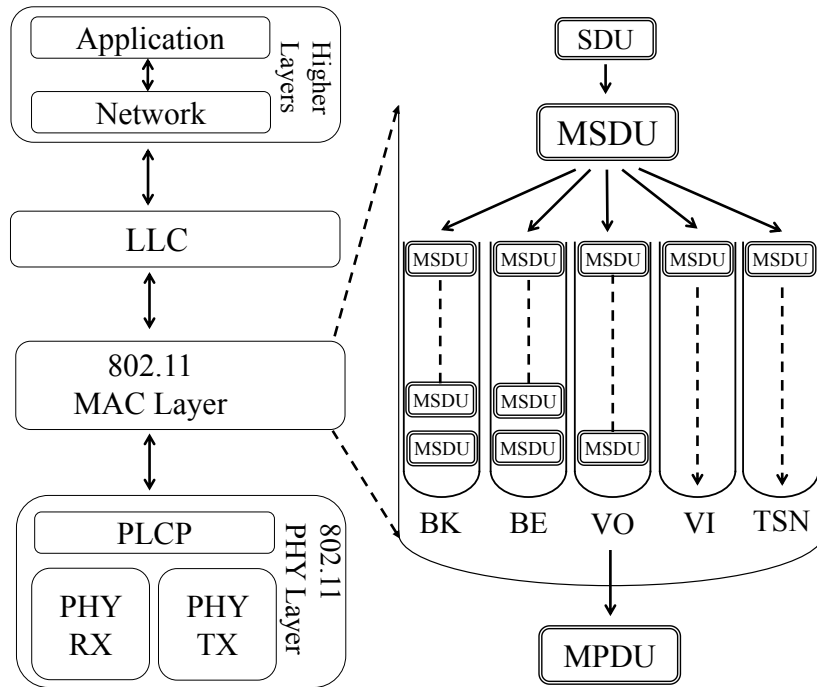 Application
Network
Higher
Layers
LLC
802.11
MAC Layer
PLCP
PHY
RX
PHY
TX
802.11
PHY Layer
SDU
MSDU
MSDU
MSDU
MSDU
MSDU
MSDU
MSDU
MSDU
MSDU
MSDU
MSDU
BK
BE
VO
VI
TSN
MPDU